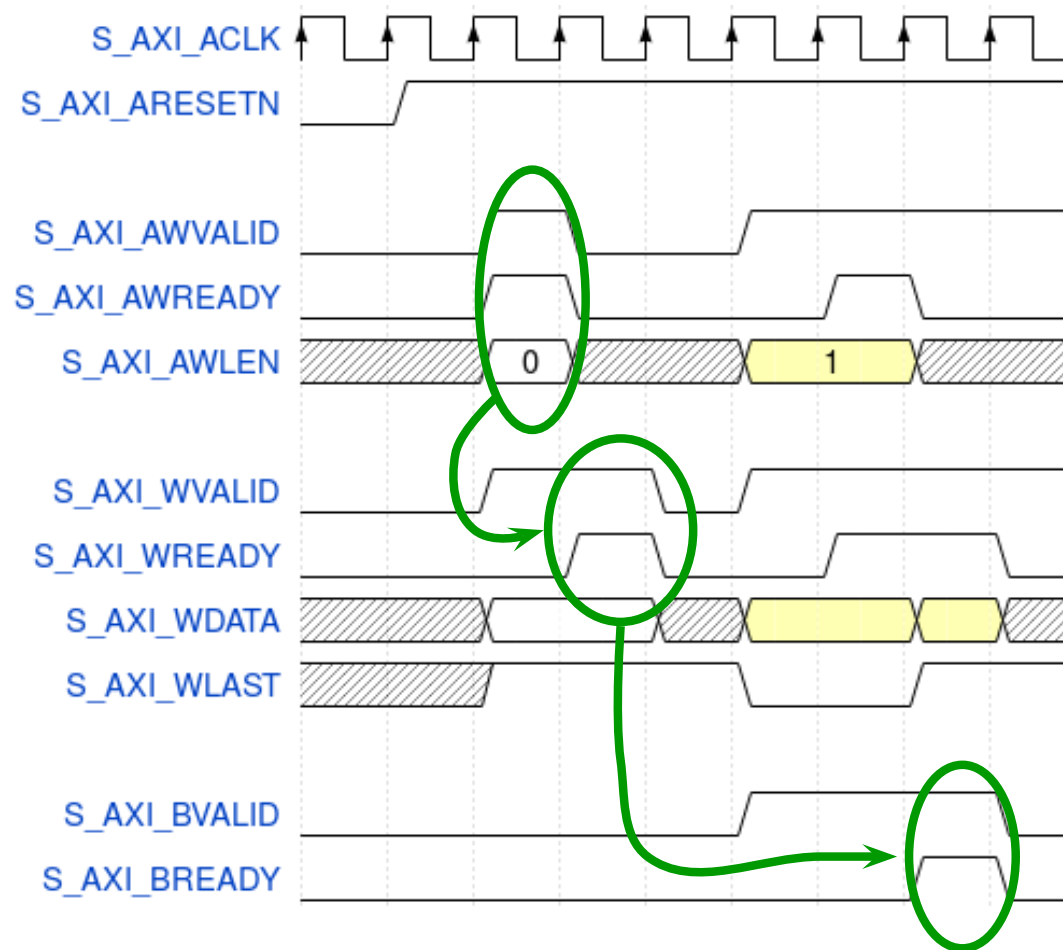 S_AXI_ACLK
S_AXI_ARESETN
S_AXI_AWVALID
S_AXI_AWREADY
S_AXI_AWLEN
0
1
S_AXI_WVALID
S_AXI_WREADY
S_AXI_WDATA
S_AXI_WLAST
S_AXI_BVALID
S_AXI_BREADY